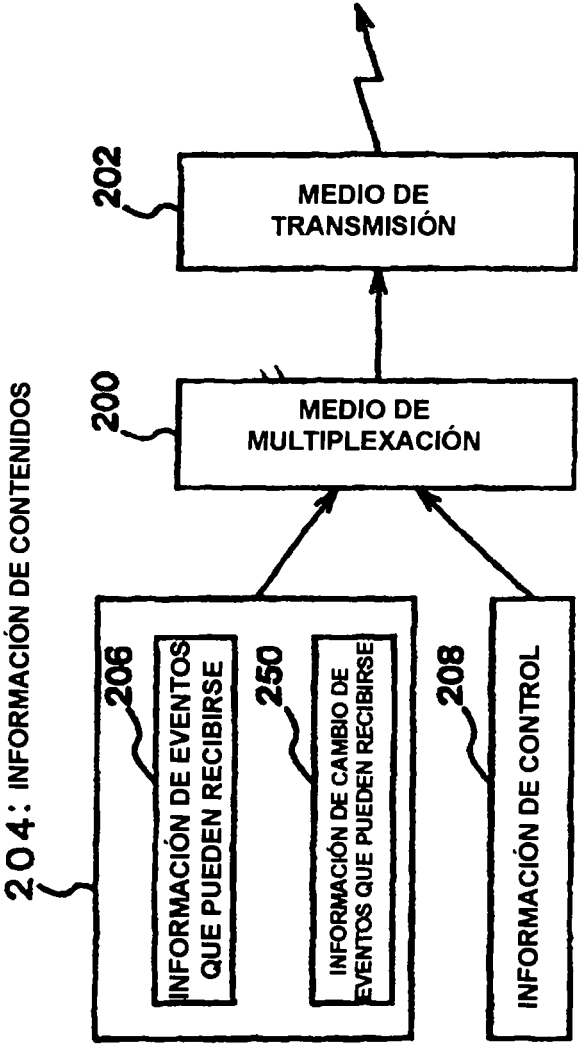 204: INFORMACIÓN DE CONTENIDOS
206
INFORMACIÓN DE EVENTOS
QUE PUEDEN RECIBIRSE
250
INFORMACIÓN DE CAMBIO DE
EVENTOS QUE PUEDEN RECIBIRSE
208
INFORMACIÓN DE CONTROL
200
MEDIO DE
MULTIPLEXACIÓN
202
MEDIO DE
TRANSMISIÓN